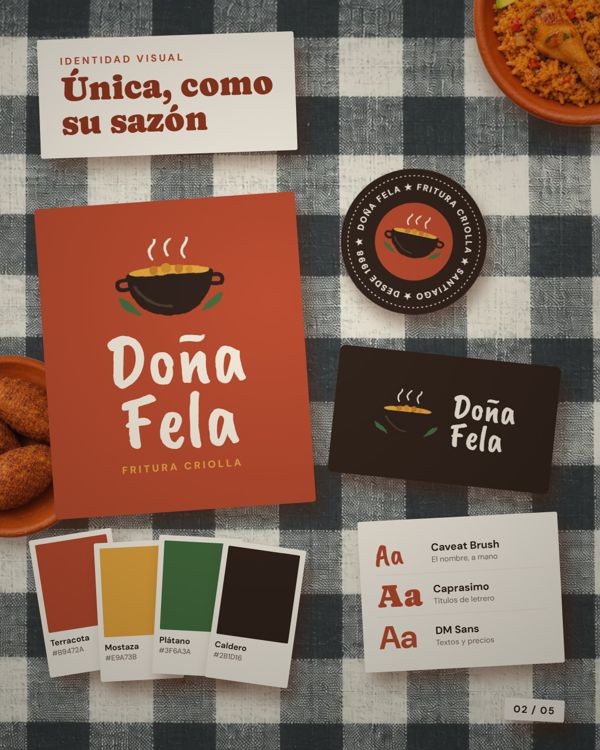 IDENTIDAD VISUAL
Única, como
su sazón
DOÑA FELA ★ FRITURA CRIOLLA ★ SANTIAGO ★ DESDE 1998 ★
Doña
Fela
FRITURA CRIOLLA
Doña
Fela
Aa Caveat Brush
El nombre, a mano
Aa Caprasimo
Títulos de letrero
Aa DM Sans
Textos y precios
Terracota
#B9472A
Mostaza
#E9A73B
Plátano
#3F6A3A
Caldero
#2B1D16
02 / 05